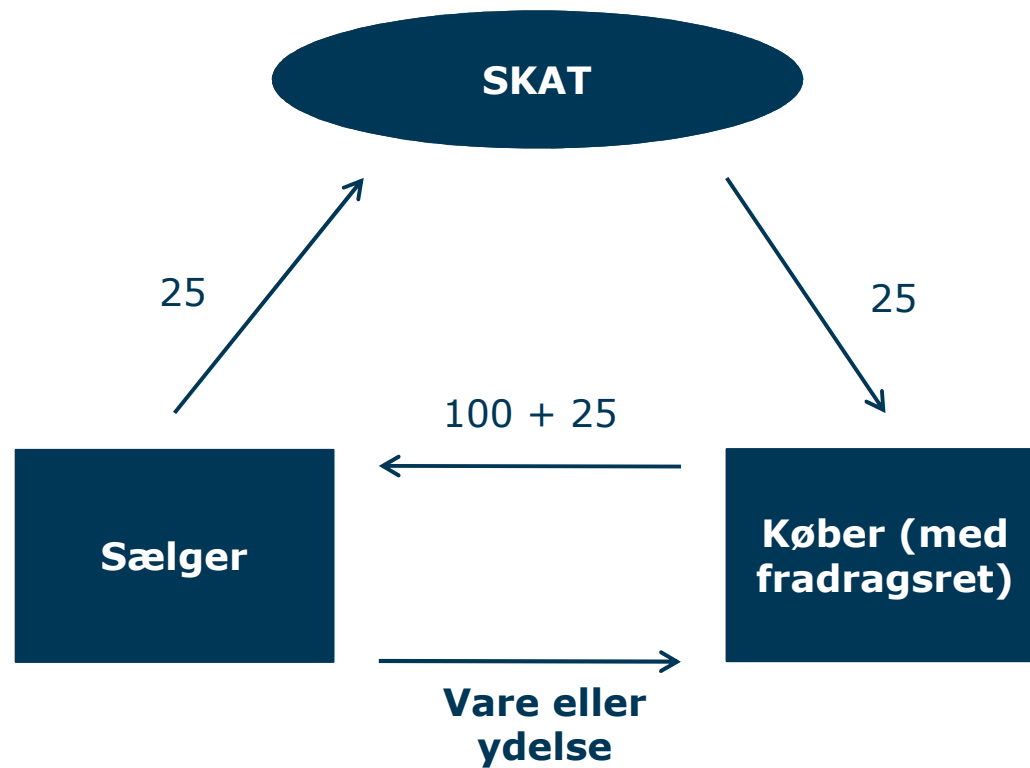 SKAT
25
25
100 + 25
Sælger
Køber (med
fradragsret)
Vare eller
ydelse